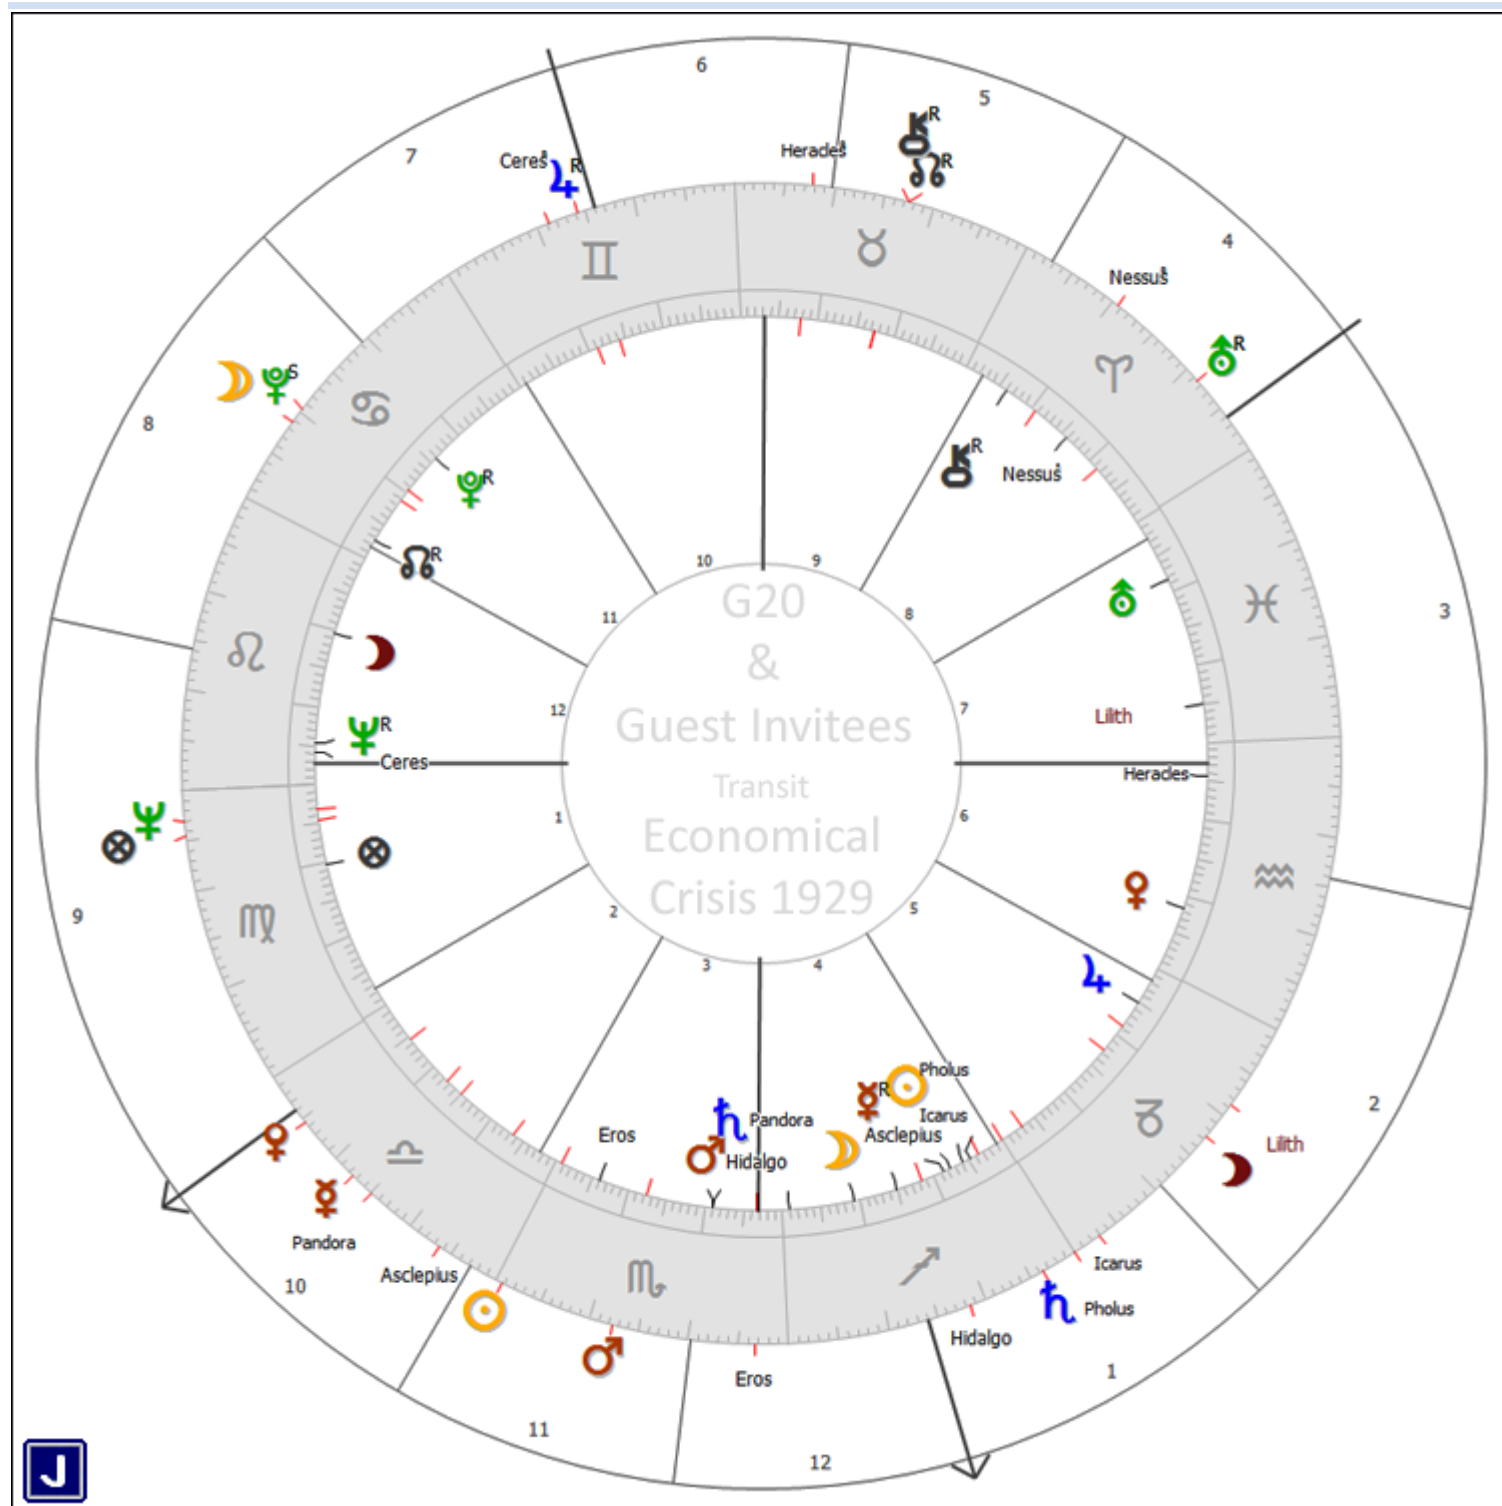 6
5
7
Ceres R
R
Heracles R
R
R
4
Nessus R
R
S
8
R
R
Nessus R
R
10
9
11
8
G20
&
Guest Invitees
Transit
Economical
Crisis 1929
3
12
7
Lilith
R
Ceres
Heracles
1
6
9
2
5
3
4
Pholus
R
Icarus
Pandora
Eros
Asclepius
Hidalgo
2
Lilith
Pandora
10
Asclepius
Icarus
Pholus
Hidalgo
1
Eros
11
12
J